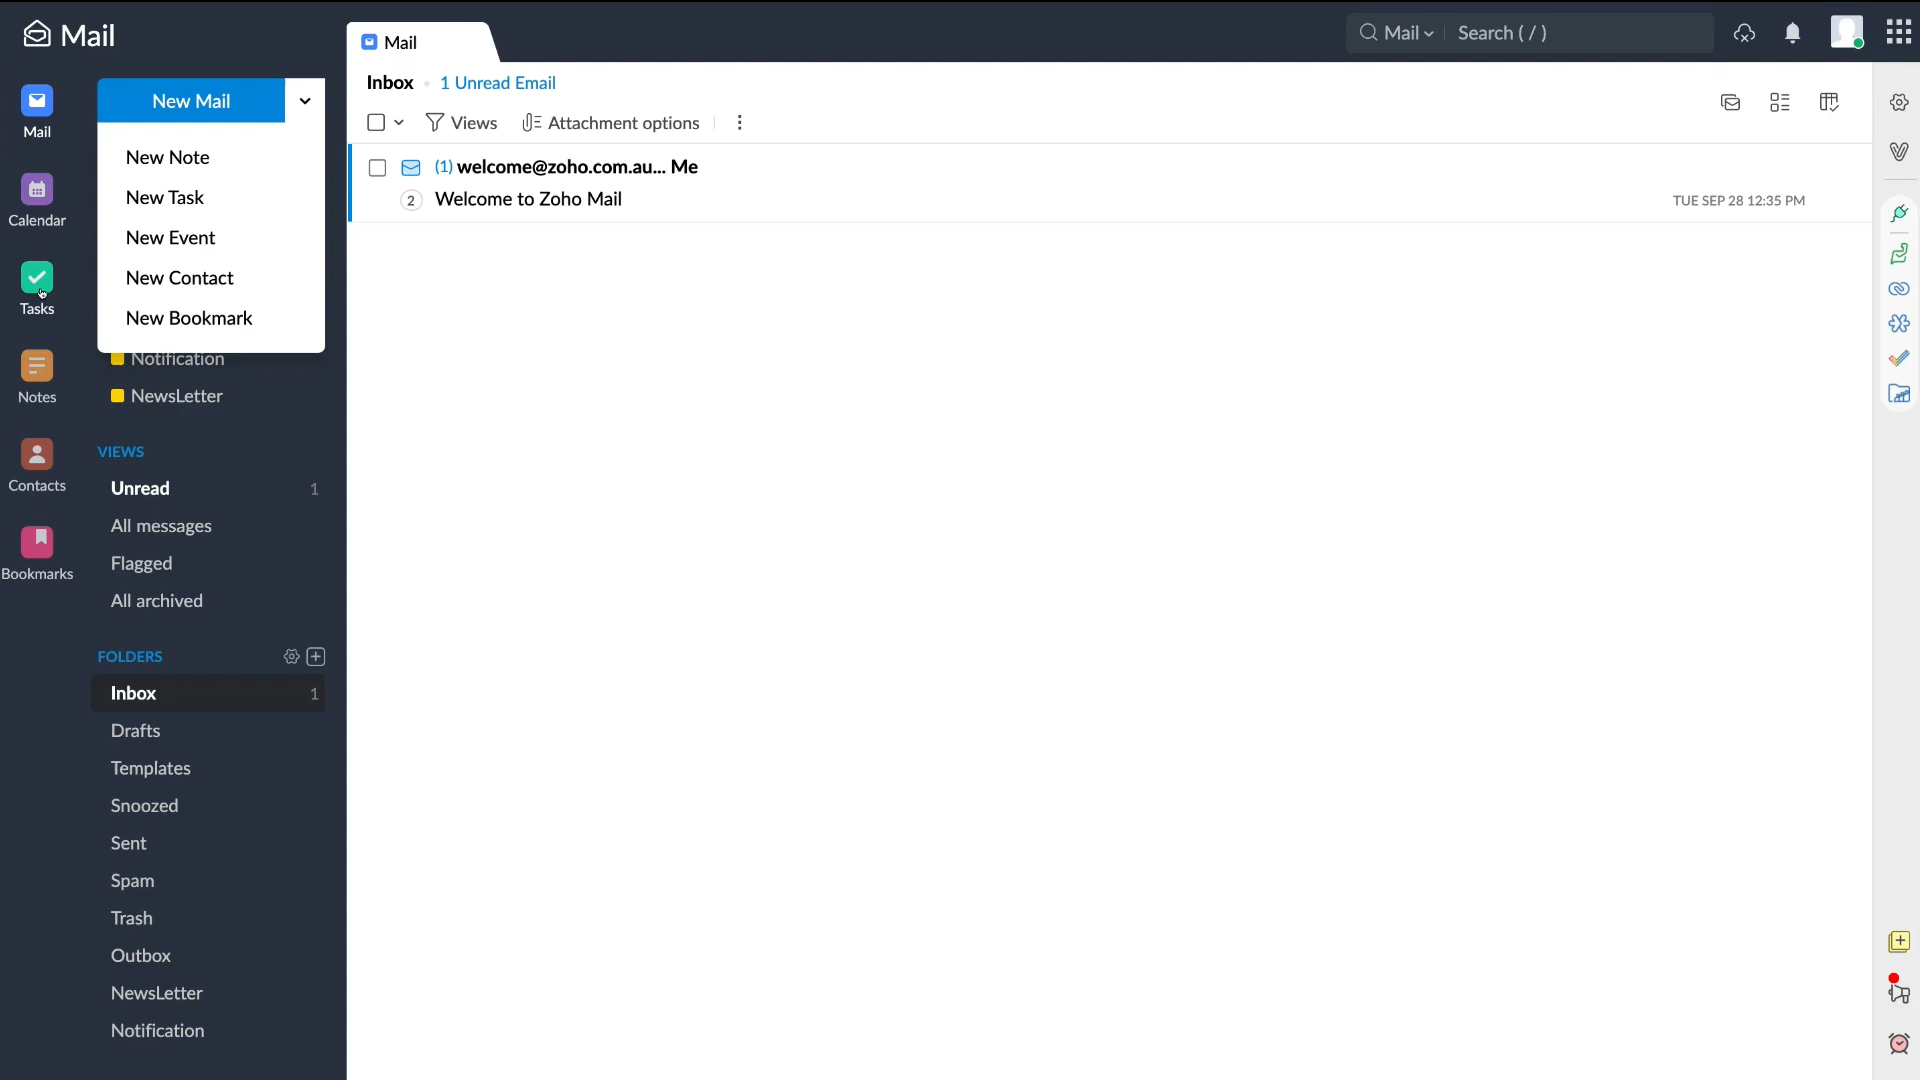 Mail
Mail
Mail
Search ( / )
Mail
Calendar
Tasks
Notes
Contacts
Bookmarks
New Mail
New Note
New Task
New Event
New Contact
New Bookmark
Notification
NewsLetter
VIEWS
Unread 1
All messages
Flagged
All archived
FOLDERS
Inbox 1
Drafts
Templates
Snoozed
Sent
Spam
Trash
Outbox
NewsLetter
Notification
Inbox 1 Unread Email
Views Attachment options
(1) welcome@zoho.com.au... Me
2 Welcome to Zoho Mail TUE SEP 28 12:35 PM